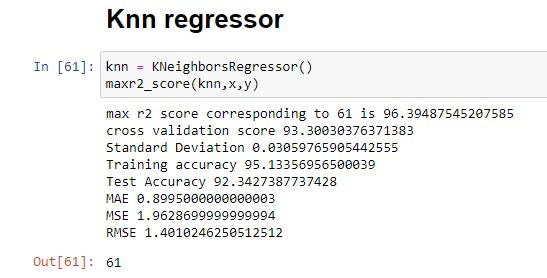 Knn regressor
In [61]: knn = KNeighborsRegressor()
maxr2_score(knn,x,y)
max r2 score corresponding to 61 is 96.39487545207585
cross validation score 93.30030376371383
Standard Deviation 0.03059765905442555
Training accuracy 95.13356956500039
Test Accuracy 92.3427387737428
MAE 0.8995000000000003
MSE 1.9628699999999994
RMSE 1.4010246250512512
Out[61]: 61